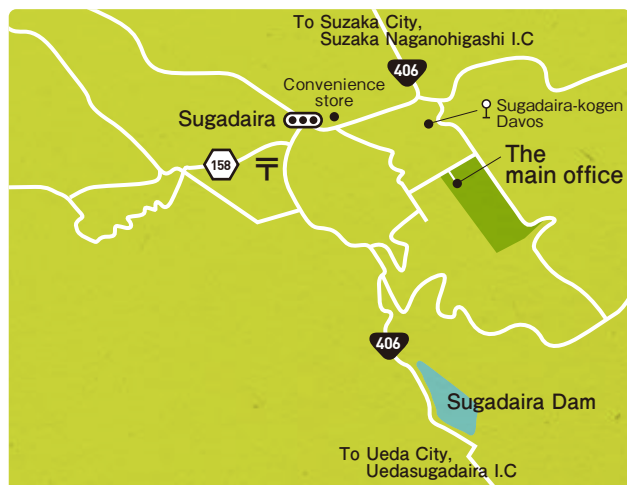 To Suzaka City,
Suzaka Naganohigashi I.C
406
Convenience
store
Sugadaira
Sugadaira-kogen
Davos
The
main office
158
〒
406
Sugadaira Dam
To Ueda City,
Uedasugadaira I.C